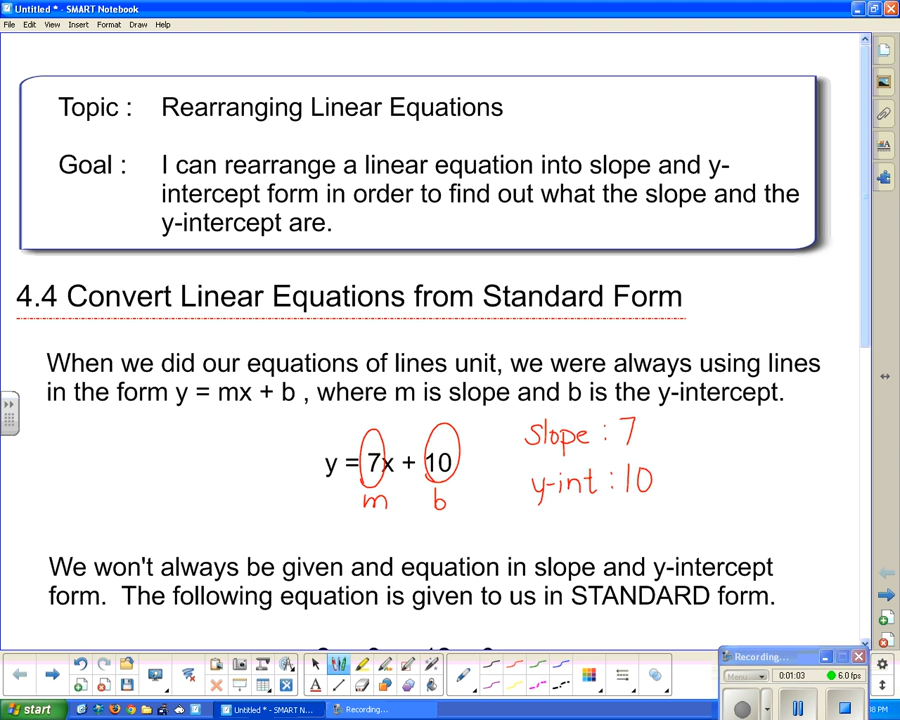 Untitled * - SMART Notebook
File Edit View Insert Format Draw Help
Topic : Rearranging Linear Equations
Goal : I can rearrange a linear equation into slope and y-
intercept form in order to find out what the slope and the
y-intercept are.
4.4 Convert Linear Equations from Standard Form
When we did our equations of lines unit, we were always using lines
in the form y = mx + b , where m is slope and b is the y-intercept.
slope : 7
y = 7x + 10
y-int : 10
m b
We won't always be given and equation in slope and y-intercept
form. The following equation is given to us in STANDARD form.
Recording...
Menu
0:01:03 6.0 fps
start
Untitled * - SMART N...
Recording...